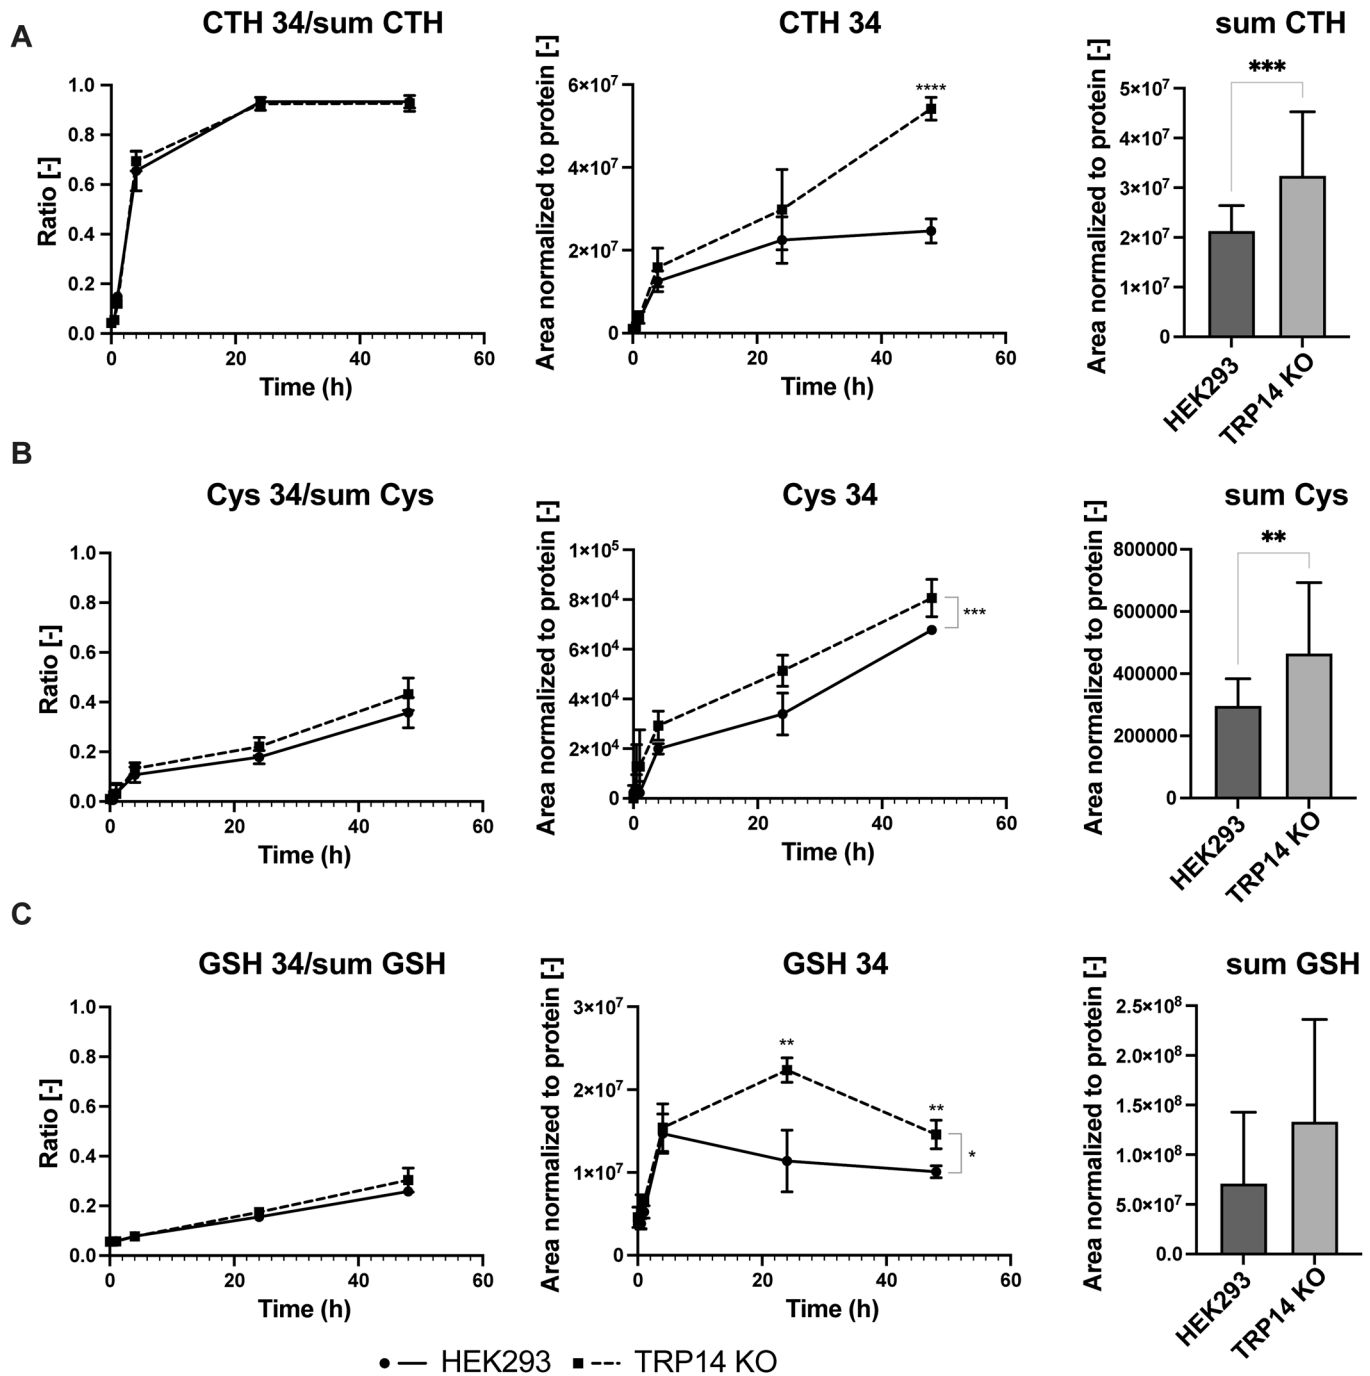 A
CTH 34/sum CTH
Ratio [-]
1.0
0.8
0.6
0.4
0.2
0.0
0 20 40 60
Time (h)
CTH 34
Area normalized to protein [-]
6×10⁷
4×10⁷
2×10⁷
0
****
0 20 40 60
Time (h)
sum CTH
Area normalized to protein [-]
5×10⁷
4×10⁷
3×10⁷
2×10⁷
1×10⁷
0
***
HEK293
TRP14 KO
B
Cys 34/sum Cys
Ratio [-]
1.0
0.8
0.6
0.4
0.2
0.0
0 20 40 60
Time (h)
Cys 34
Area normalized to protein [-]
1×10⁵
8×10⁴
6×10⁴
4×10⁴
2×10⁴
0
***
0 20 40 60
Time (h)
sum Cys
Area normalized to protein [-]
800000
600000
400000
200000
0
**
HEK293
TRP14 KO
C
GSH 34/sum GSH
Ratio [-]
1.0
0.8
0.6
0.4
0.2
0.0
0 20 40 60
Time (h)
GSH 34
Area normalized to protein [-]
3×10⁷
2×10⁷
1×10⁷
0
**
**
*
0 20 40 60
Time (h)
sum GSH
Area normalized to protein [-]
2.5×10⁸
2.0×10⁸
1.5×10⁸
1.0×10⁸
5.0×10⁷
0.0
HEK293
TRP14 KO
HEK293 TRP14 KO